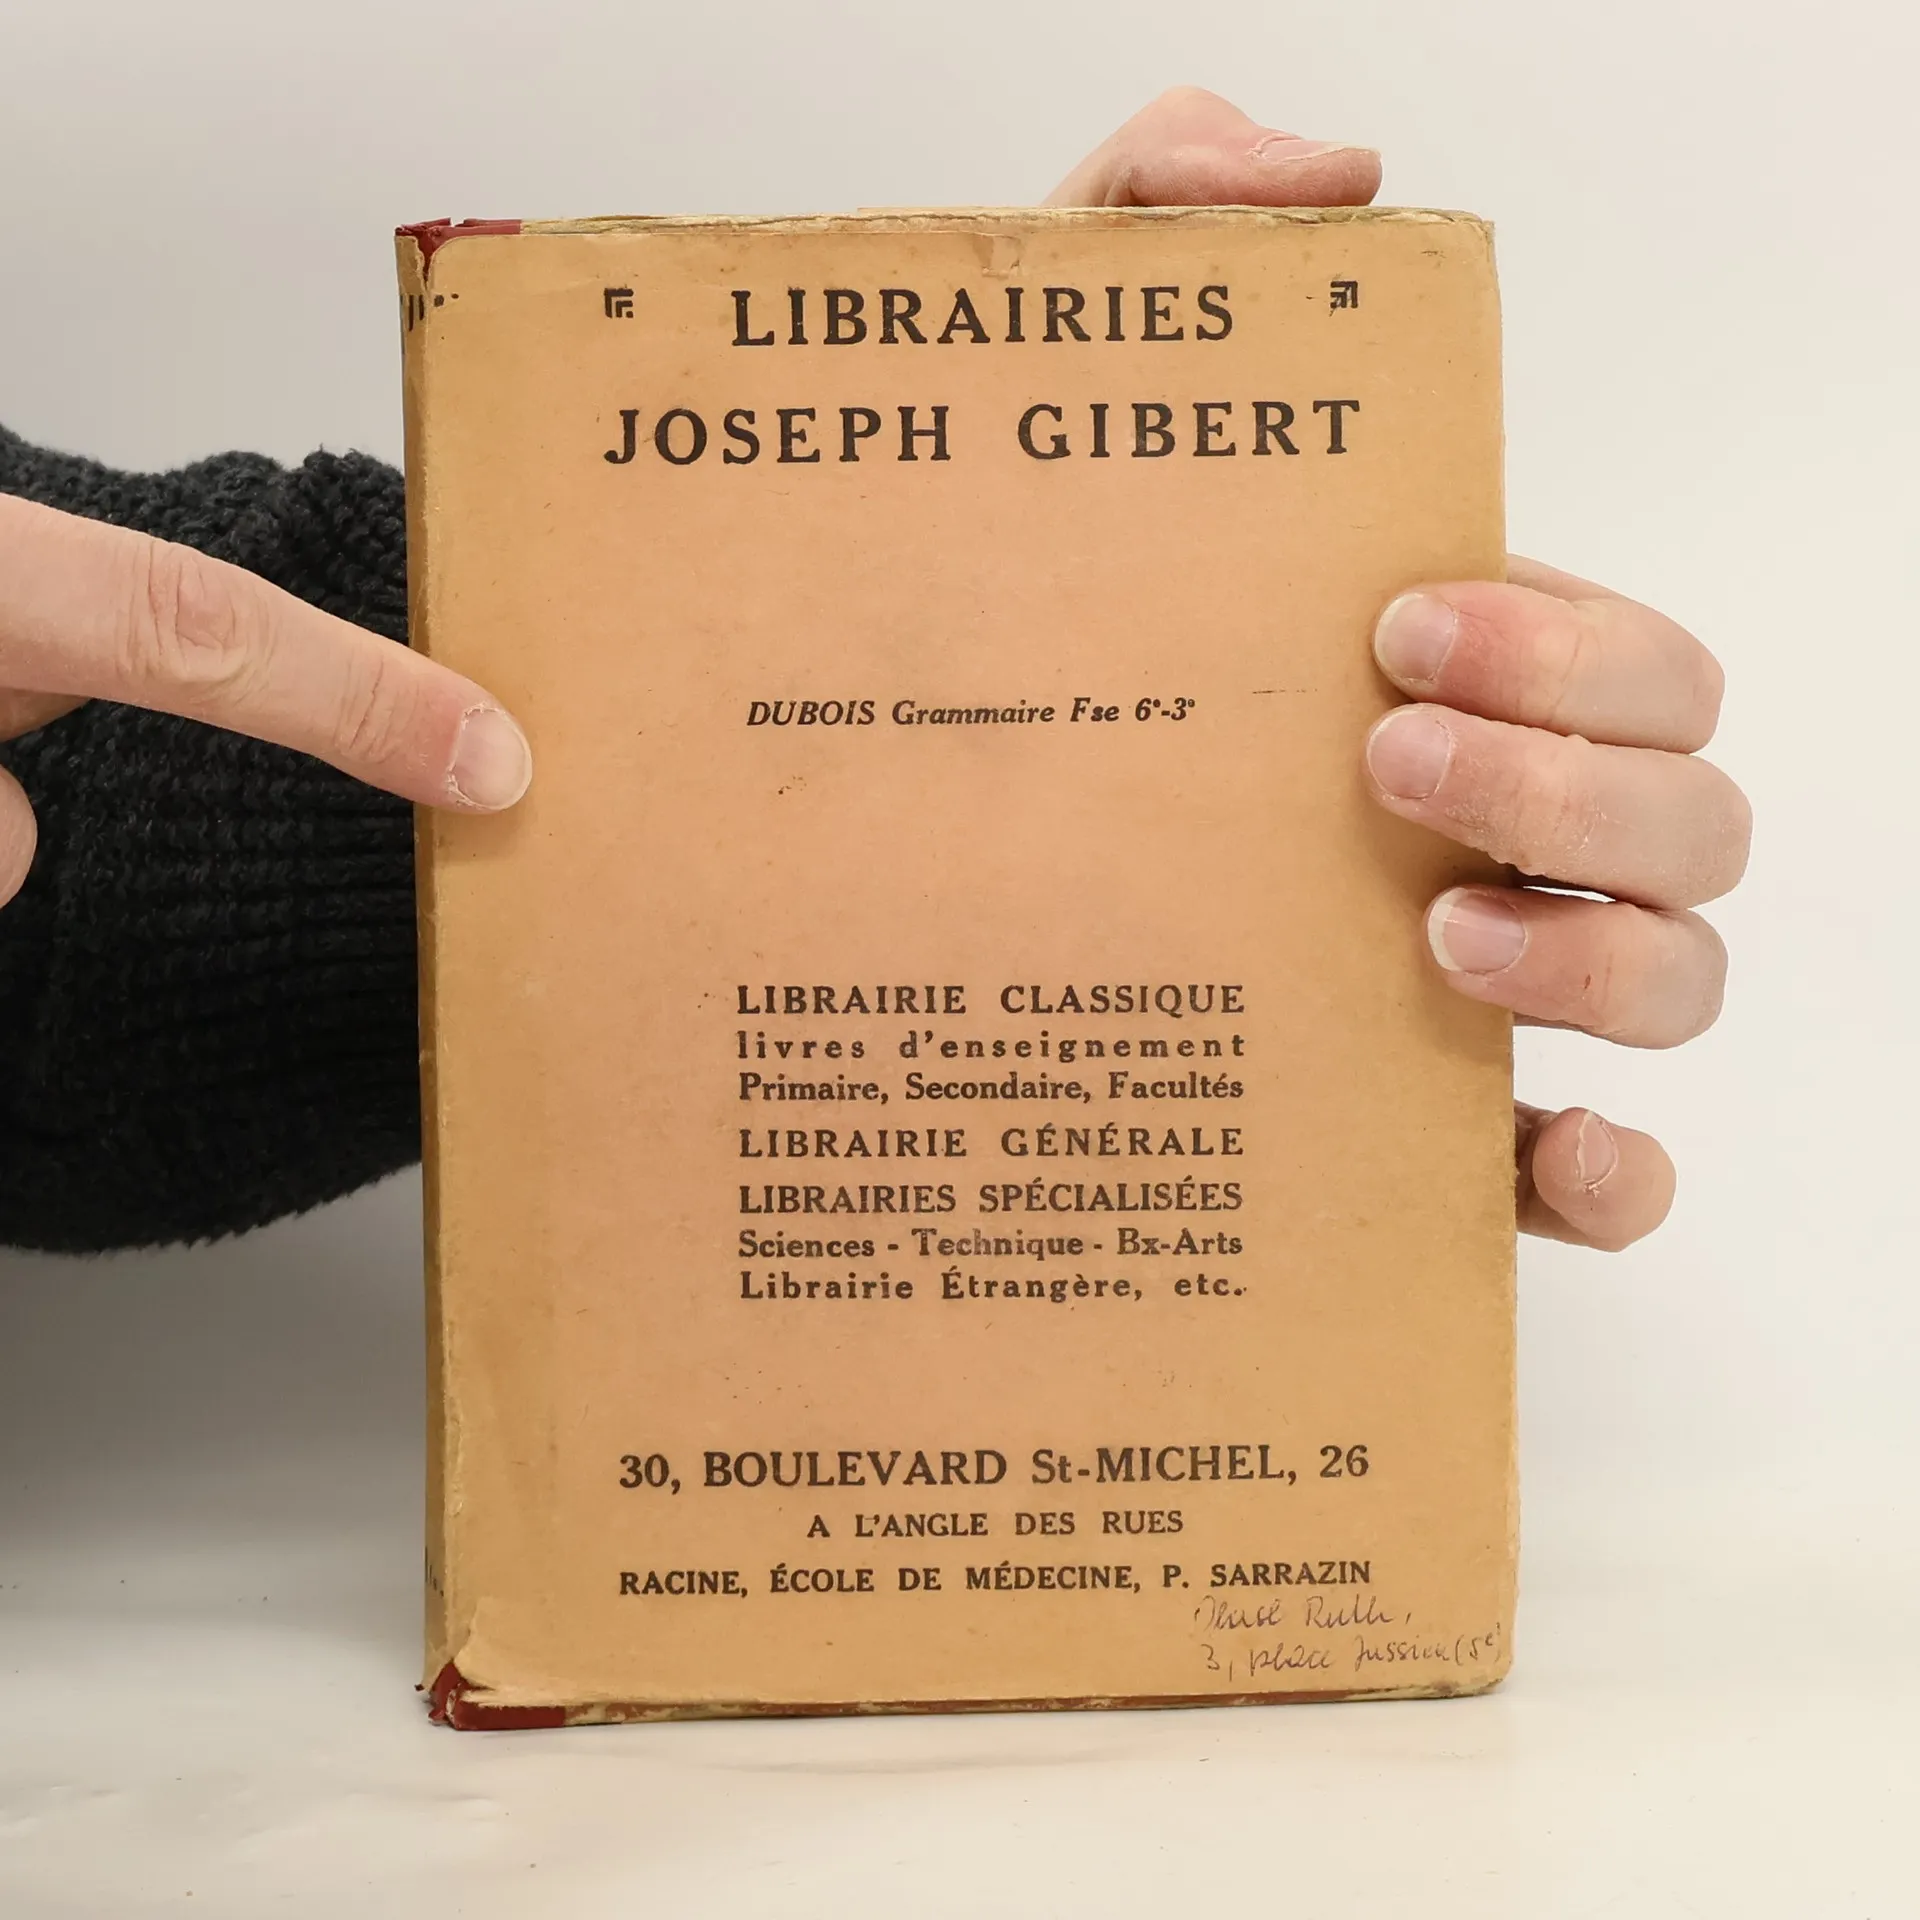 LIBRAIRIES
JOSEPH GIBERT
DUBOIS Grammaire Fse 6e-3e
LIBRAIRIE CLASSIQUE
livres d'enseignement
Primaire, Secondaire, Facultés
LIBRAIRIE GÉNÉRALE
LIBRAIRIES SPÉCIALISÉES
Sciences - Technique - Bx-Arts
Librairie Étrangère, etc.
30, BOULEVARD St-MICHEL, 26
A L'ANGLE DES RUES
RACINE, ÉCOLE DE MÉDECINE, P. SARRAZIN
Ruth,
3, place Jussieu (5e)